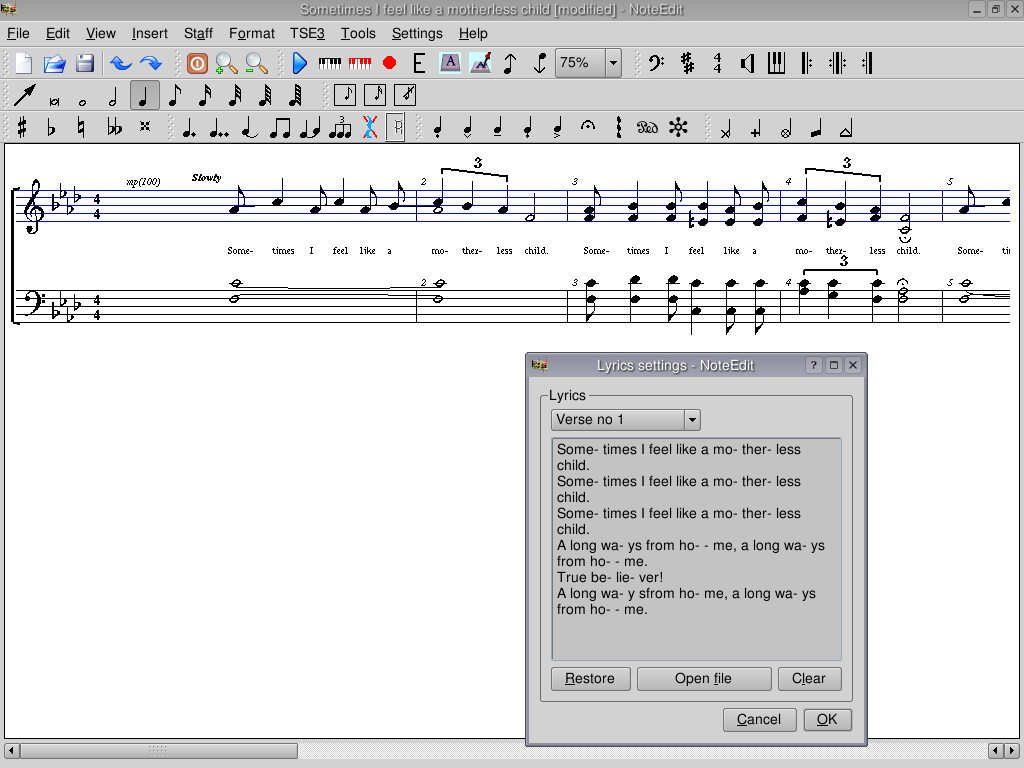 Sometimes I feel like a motherless child [modified] - NoteEdit
File Edit View Insert Staff Format TSE3 Tools Settings Help
E A 75% 4 4
3
3 3
mp(100) Slowly 2 3 4 5
4 4
Some- times I feel like a mo- ther- less child. Some- times I feel like a mo- ther- less child. Some-
3
2 3 4 5
4 4
Lyrics settings - NoteEdit ?
Lyrics
Verse no 1
Some- times I feel like a mo- ther- less
child.
Some- times I feel like a mo- ther- less
child.
Some- times I feel like a mo- ther- less
child.
A long wa- ys from ho- - me, a long wa- ys
from ho- - me.
True be- lie- ver!
A long wa- y sfrom ho- me, a long wa- ys
from ho- - me.
Restore Open file Clear
Cancel OK